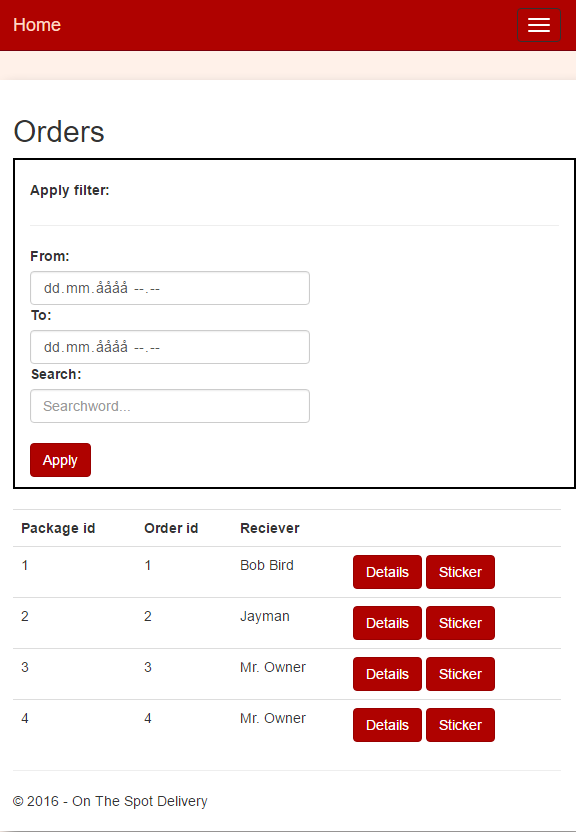 Home
Orders
Apply filter:
From:
dd.mm.åååå --.--
To:
dd.mm.åååå --.--
Search:
Searchword...
Apply
Package id Order id Reciever
1 1 Bob Bird Details Sticker
2 2 Jayman Details Sticker
3 3 Mr. Owner Details Sticker
4 4 Mr. Owner Details Sticker
© 2016 - On The Spot Delivery